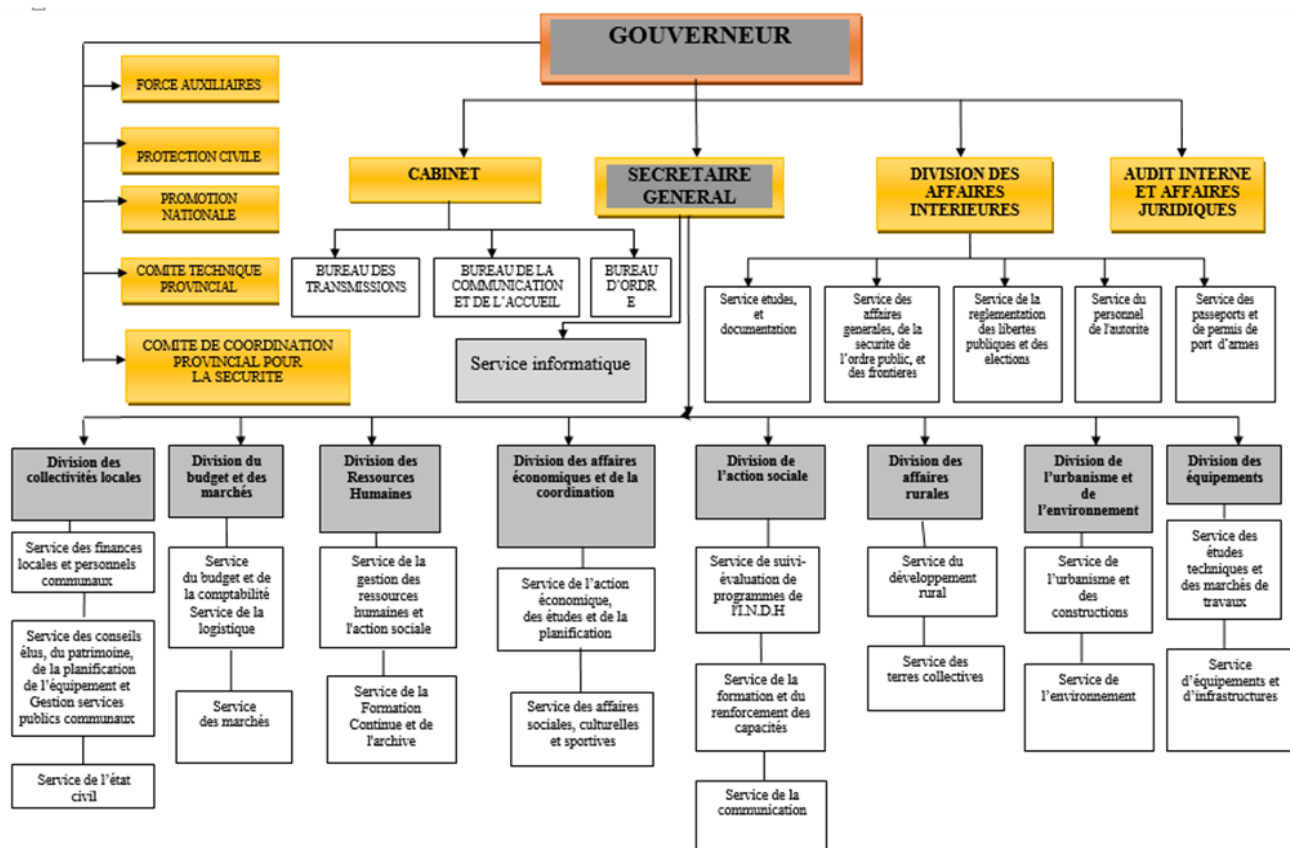 GOUVERNEUR
FORCE AUXILIAIRES
PROTECTION CIVILE
PROMOTION
NATIONALE
COMITE TECHNIQUE
PROVINCIAL
COMITE DE COORDINATION
PROVINCIAL POUR
LA SECURITE
CABINET
SECRETAIRE
GENERAL
DIVISION DES
AFFAIRES
INTERIEURES
AUDIT INTERNE
ET AFFAIRES
JURIDIQUES
BUREAU DES
TRANSMISSIONS
BUREAU DE LA
COMMUNICATION
ET DE L'ACCUEIL
BUREAU
D'ORDR
E
Service informatique
Service etudes,
et
documentation
Service des
affaires
generales, de la
securite de
l'ordre public, et
des frontieres
Service de la
reglementation
des libertes
publiques et des
elections
Service du
personnel
de l'autorite
Service des
passeports et
de permis de
port d'armes
Division des
collectivités locales
Service des finances
locales et personnels
communaux
Service des conseils
élus, du patrimoine,
de la planification
de l'équipement et
Gestion services
publics communaux
Service de l'état
civil
Division du
budget et des
marchés
Service
du budget et de
la comptabilité
Service de la
logistique
Service
des marchés
Division des
Ressources
Humaines
Service de la
gestion des
ressources
humaines et
l'action sociale
Service de la
Formation
Continue et de
l'archive
Division des affaires
économiques et de la
coordination
Service de l'action
économique,
des études et de la
planification
Service des affaires
sociales, culturelles
et sportives
Division de
l'action sociale
Service de suivi-
évaluation de
programmes de
l'I.N.D.H
Service de la
formation et du
renforcement des
capacités
Service de la
communication
Division des
affaires
rurales
Service du
développement
rural
Service des
terres collectives
Division de
l'urbanisme et
de
l'environnement
Service de
l'urbanisme et
des
constructions
Service de
l'environnement
Division des
équipements
Service des
études
techniques et
des marchés de
travaux
Service
d'équipements et
d'infrastructures